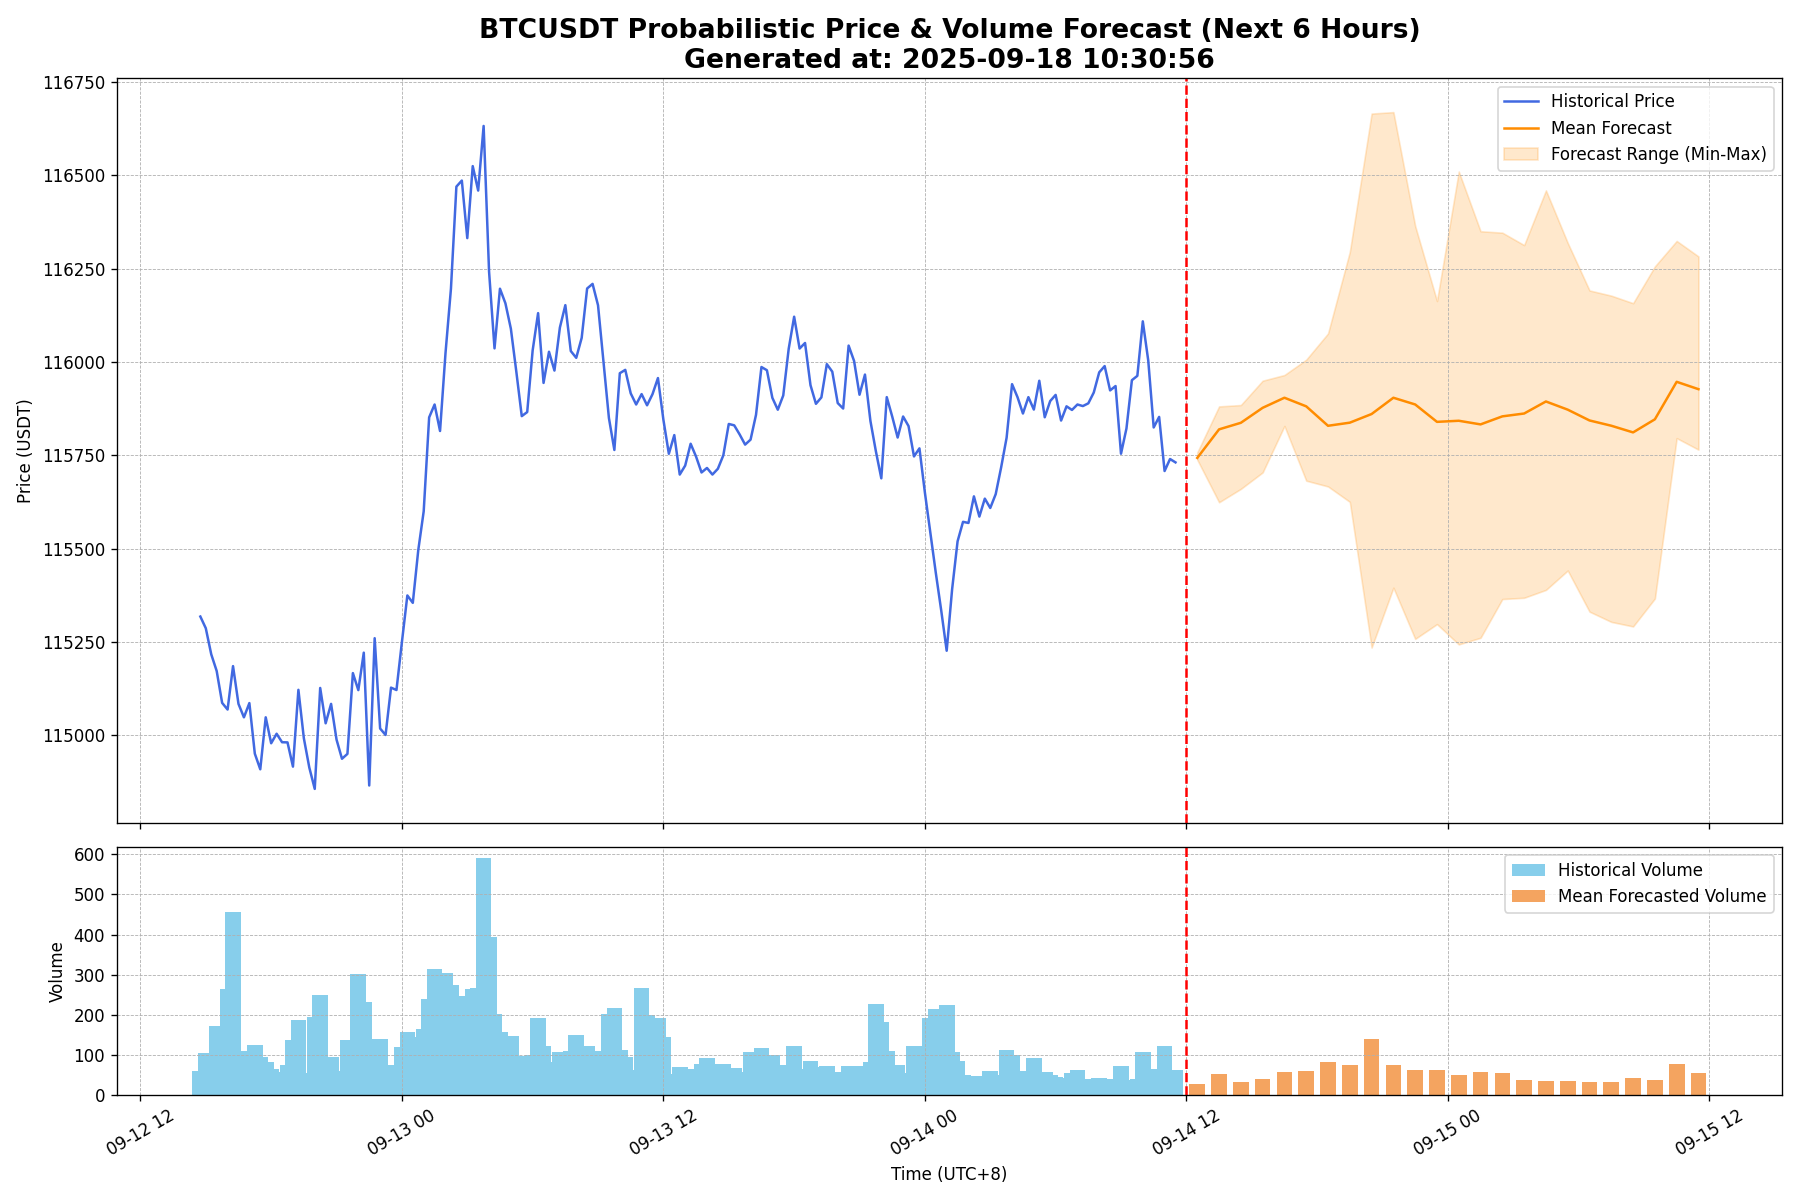 BTCUSDT Probabilistic Price & Volume Forecast (Next 6 Hours)
Generated at: 2025-09-18 10:30:56
116750
116500
116250
116000
115750
115500
115250
115000
Price (USDT)
Historical Price
Mean Forecast
Forecast Range (Min-Max)
600
500
400
300
200
100
0
Volume
Historical Volume
Mean Forecasted Volume
09-12 12
09-13 00
09-13 12
09-14 00
09-14 12
09-15 00
09-15 12
Time (UTC+8)